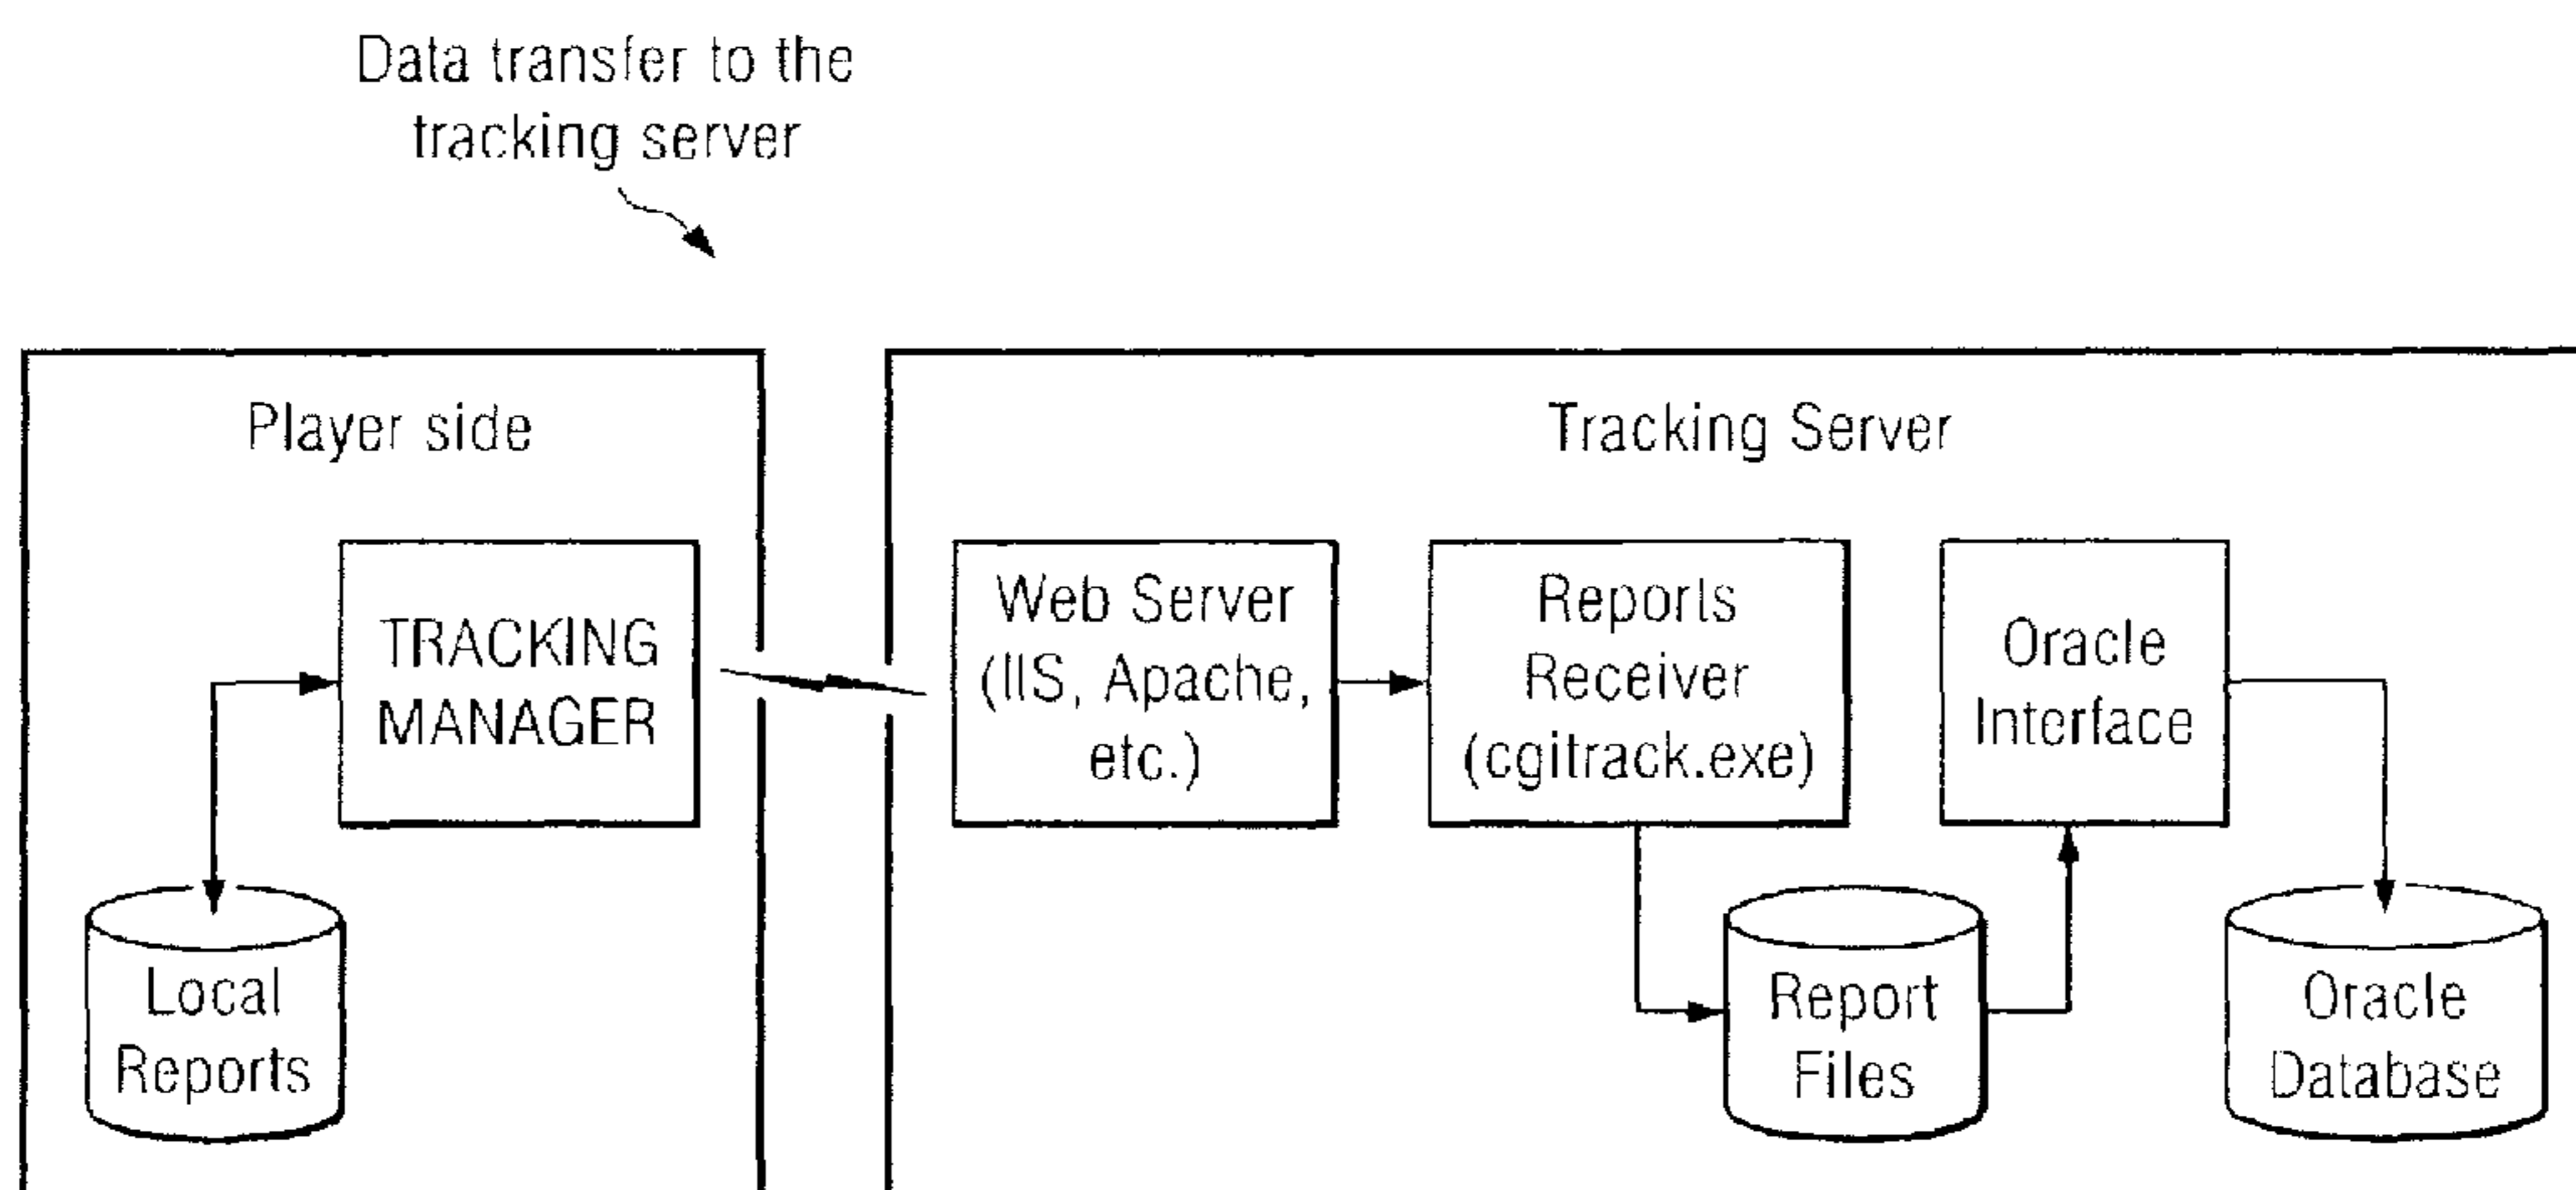 Data transfer to the
tracking server
Player side
TRACKING
MANAGER
Local
Reports
Tracking Server
Web Server
(IIS, Apache,
etc.)
Reports
Receiver
(cgitrack.exe)
Oracle
Interface
Report
Files
Oracle
Database